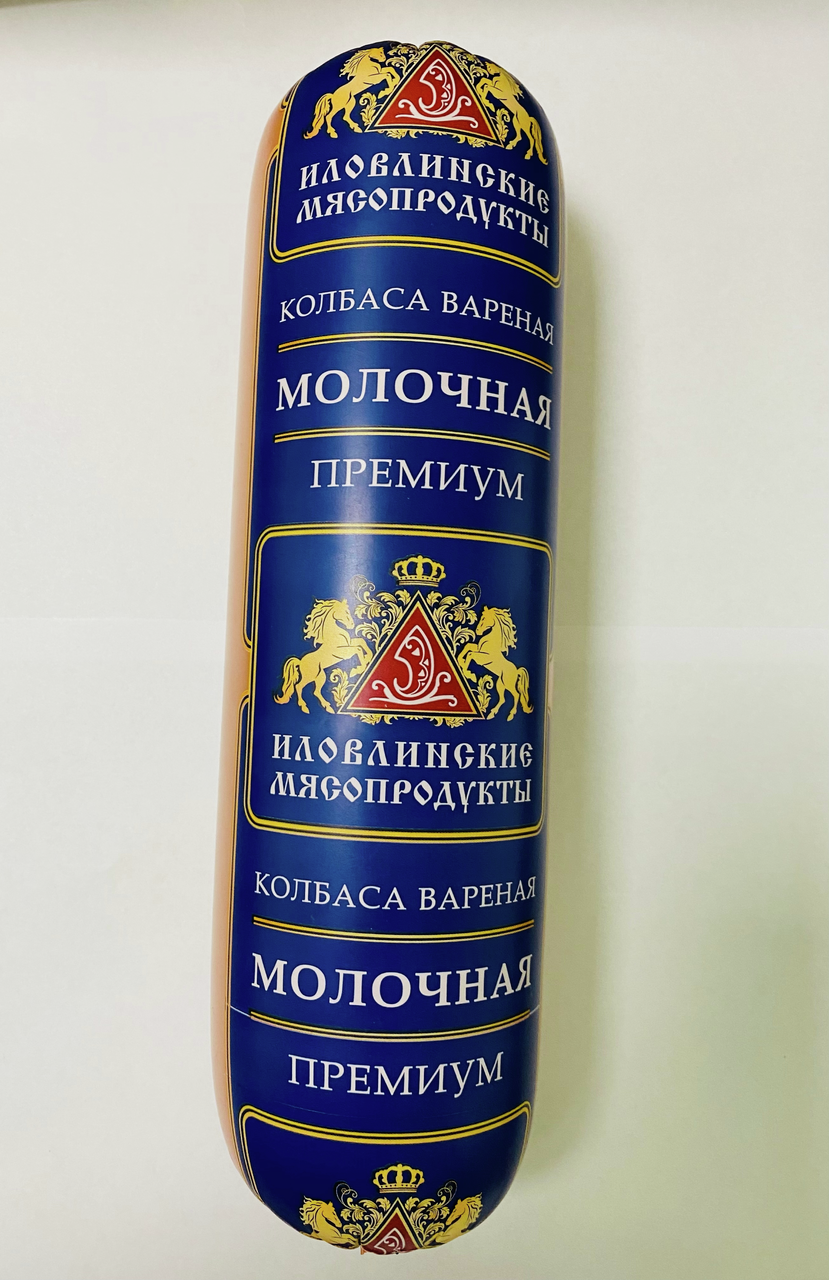 ИЛОВЛИНСКИЕ
МЯСОПРОДУКТЫ
КОЛБАСА ВАРЕНАЯ
МОЛОЧНАЯ
ПРЕМИУМ
ИЛОВЛИНСКИЕ
МЯСОПРОДУКТЫ
КОЛБАСА ВАРЕНАЯ
МОЛОЧНАЯ
ПРЕМИУМ